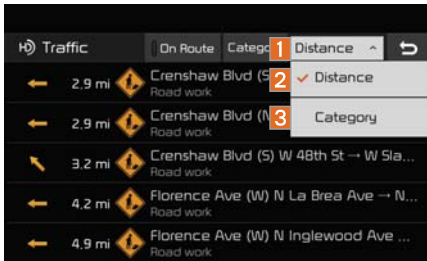 Traffic On Route Catego 1 Distance
2 Distance
3 Category
2.9 mi Crenshaw Blvd (S
Road work
2.9 mi Crenshaw Blvd (N
Road work
3.2 mi Crenshaw Blvd (S) W 48th St → W Sla...
Road work
4.2 mi Florence Ave (W) N La Brea Ave → N...
Road work
4.9 mi Florence Ave (W) N Inglewood Ave ...
Road work